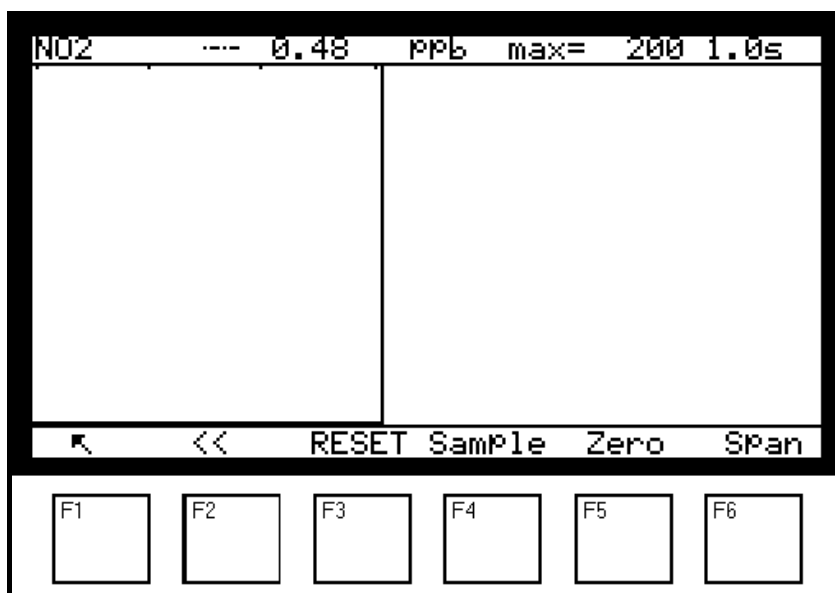 NO2 -·-·- 0.48 ppb max= 200 1.0s
↖ << RESET Sample Zero Span
F1 F2 F3 F4 F5 F6